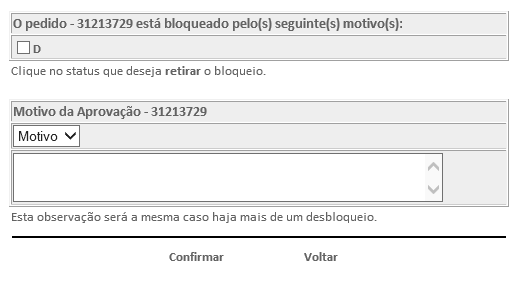 O pedido - 31213729 está bloqueado pelo(s) seguinte(s) motivo(s):
D
Clique no status que deseja retirar o bloqueio.
Motivo da Aprovação - 31213729
Motivo
Esta observação será a mesma caso haja mais de um desbloqueio.
Confirmar Voltar